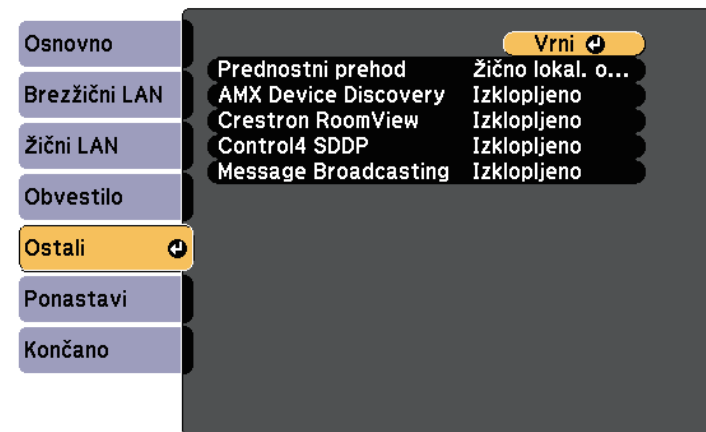 Osnovno
Brezžični LAN
Žični LAN
Obvestilo
Ostali
Ponastavi
Končano
Vrni
Prednostni prehod Žično lokal. o...
AMX Device Discovery Izklopljeno
Crestron RoomView Izklopljeno
Control4 SDDP Izklopljeno
Message Broadcasting Izklopljeno